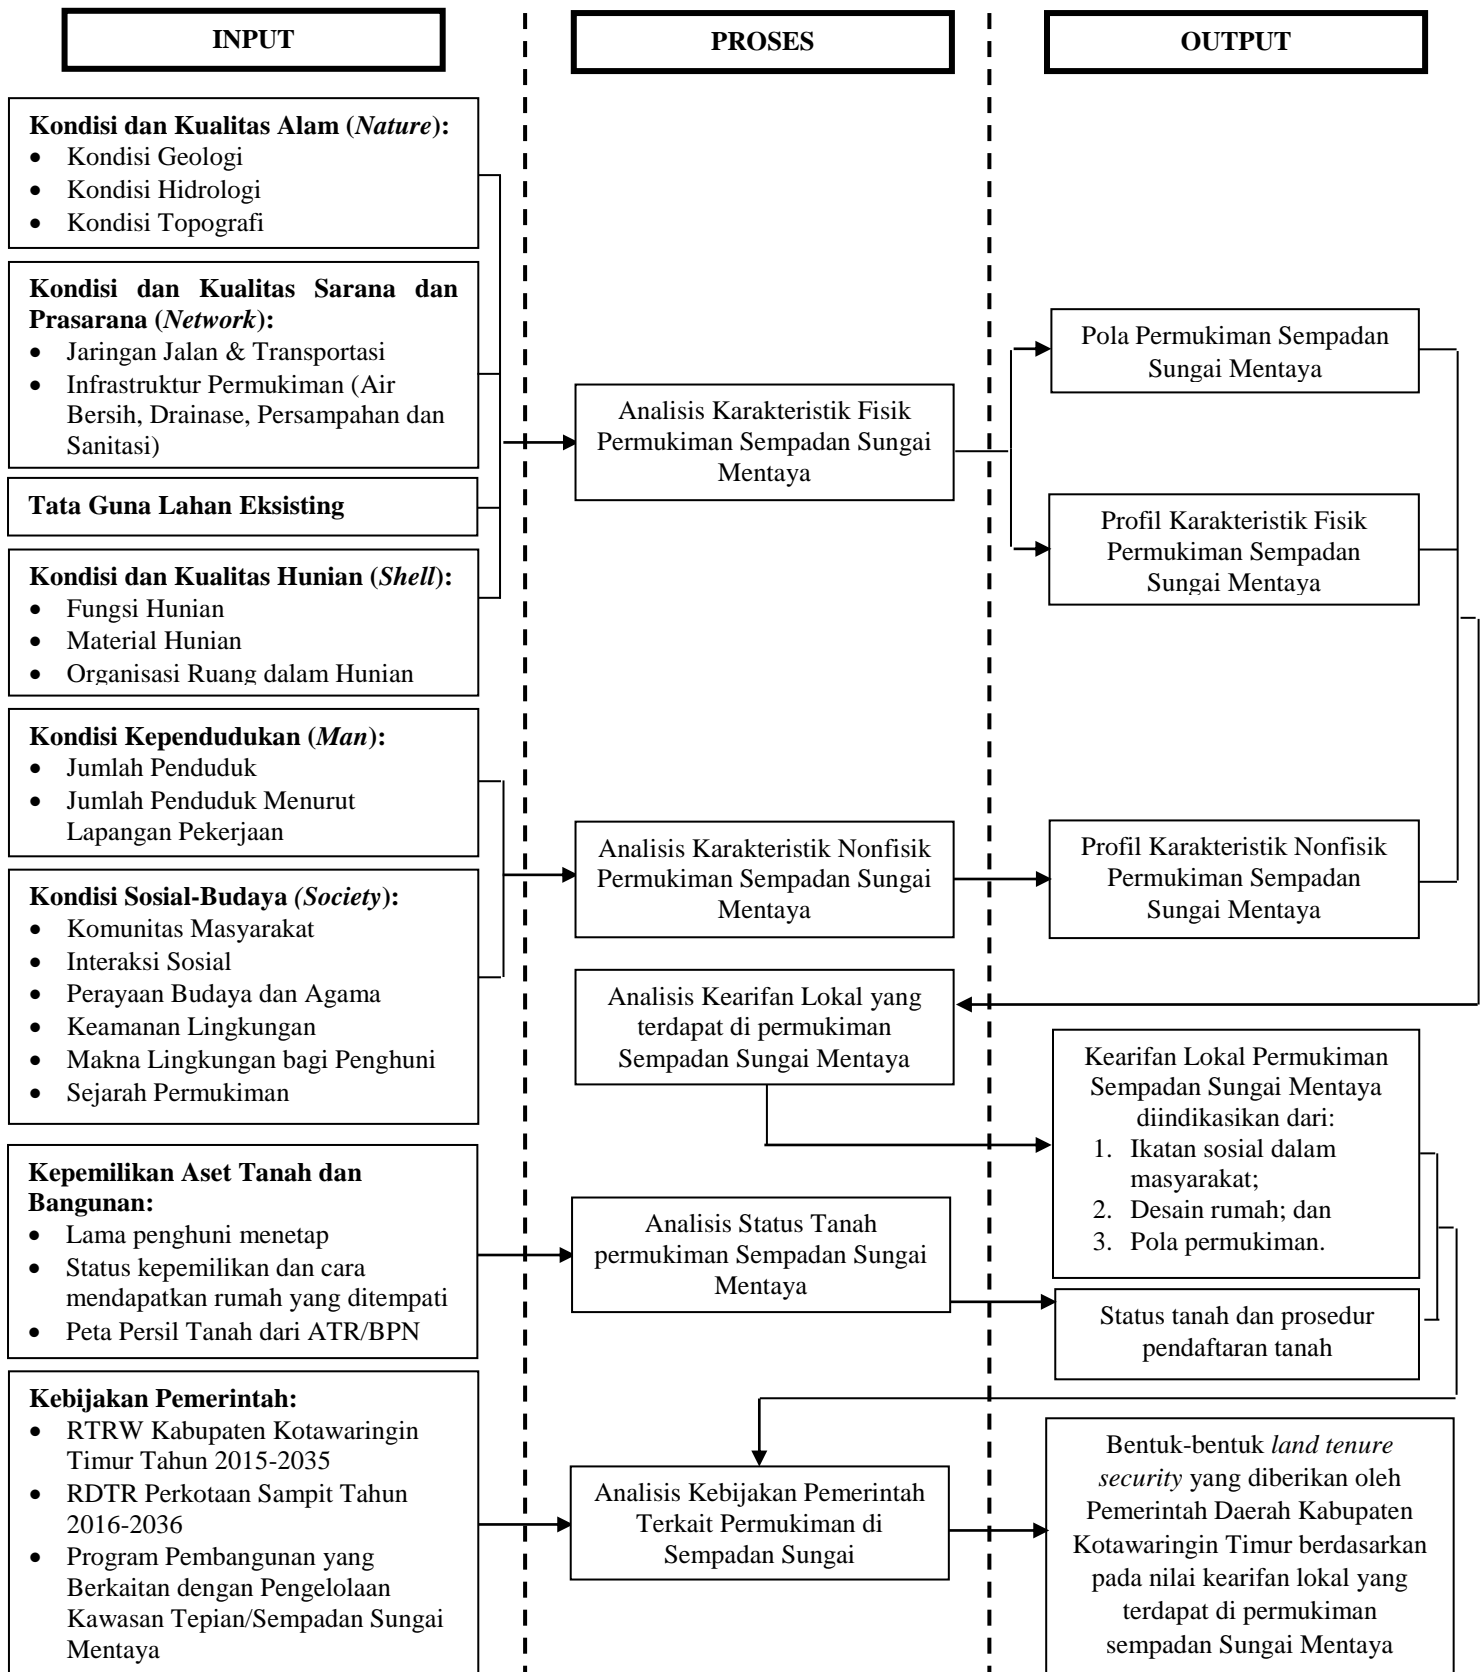 INPUT
PROSES
OUTPUT
Kondisi dan Kualitas Alam (Nature):
• Kondisi Geologi
• Kondisi Hidrologi
• Kondisi Topografi
Kondisi dan Kualitas Sarana dan
Prasarana (Network):
• Jaringan Jalan & Transportasi
• Infrastruktur Permukiman (Air
Bersih, Drainase, Persampahan dan
Sanitasi)
Tata Guna Lahan Eksisting
Kondisi dan Kualitas Hunian (Shell):
• Fungsi Hunian
• Material Hunian
• Organisasi Ruang dalam Hunian
Kondisi Kependudukan (Man):
• Jumlah Penduduk
• Jumlah Penduduk Menurut
Lapangan Pekerjaan
Kondisi Sosial-Budaya (Society):
• Komunitas Masyarakat
• Interaksi Sosial
• Perayaan Budaya dan Agama
• Keamanan Lingkungan
• Makna Lingkungan bagi Penghuni
• Sejarah Permukiman
Kepemilikan Aset Tanah dan
Bangunan:
• Lama penghuni menetap
• Status kepemilikan dan cara
mendapatkan rumah yang ditempati
• Peta Persil Tanah dari ATR/BPN
Kebijakan Pemerintah:
• RTRW Kabupaten Kotawaringin
Timur Tahun 2015-2035
• RDTR Perkotaan Sampit Tahun
2016-2036
• Program Pembangunan yang
Berkaitan dengan Pengelolaan
Kawasan Tepian/Sempadan Sungai
Mentaya
Analisis Karakteristik Fisik
Permukiman Sempadan Sungai
Mentaya
Analisis Karakteristik Nonfisik
Permukiman Sempadan Sungai
Mentaya
Analisis Kearifan Lokal yang
terdapat di permukiman
Sempadan Sungai Mentaya
Analisis Status Tanah
permukiman Sempadan Sungai
Mentaya
Analisis Kebijakan Pemerintah
Terkait Permukiman di
Sempadan Sungai
Pola Permukiman Sempadan
Sungai Mentaya
Profil Karakteristik Fisik
Permukiman Sempadan
Sungai Mentaya
Profil Karakteristik Nonfisik
Permukiman Sempadan
Sungai Mentaya
Kearifan Lokal Permukiman
Sempadan Sungai Mentaya
diindikasikan dari:
1. Ikatan sosial dalam
masyarakat;
2. Desain rumah; dan
3. Pola permukiman.
Status tanah dan prosedur
pendaftaran tanah
Bentuk-bentuk land tenure
security yang diberikan oleh
Pemerintah Daerah Kabupaten
Kotawaringin Timur berdasarkan
pada nilai kearifan lokal yang
terdapat di permukiman
sempadan Sungai Mentaya